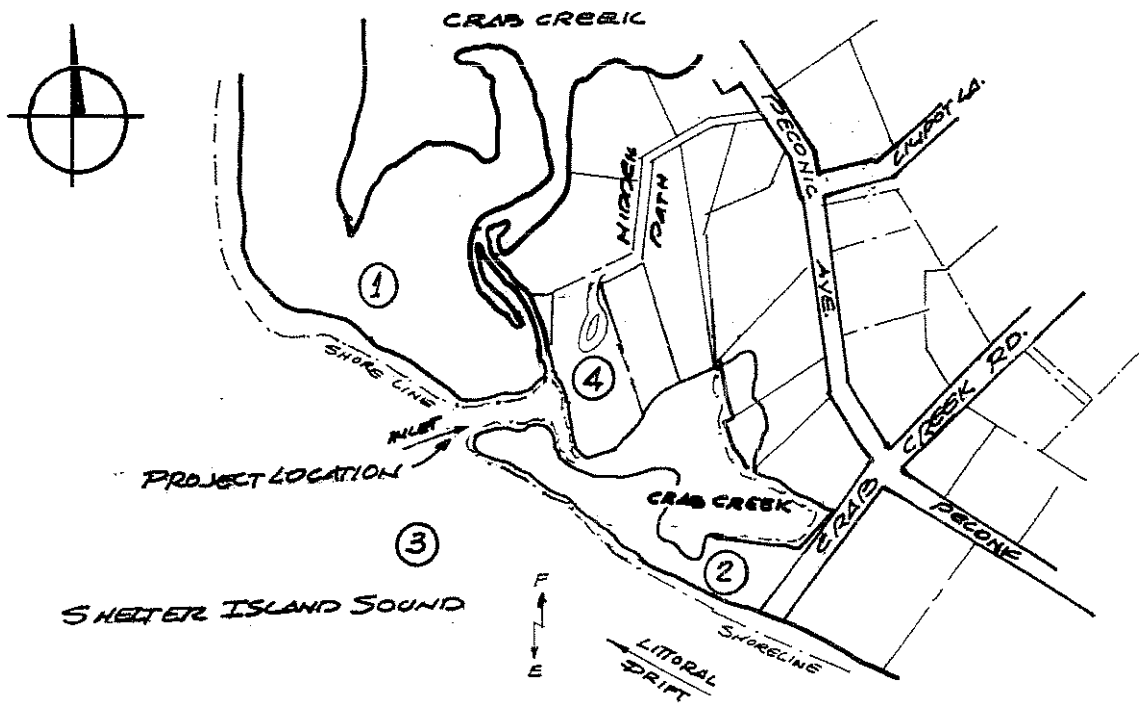 CRAB CREEK
PECONIC
AVE.
LILIPOT LA.
HIDDEN
PATH
1
SHORE LINE
INLET
PROJECT LOCATION
4
CREEK RD.
CRAB
PECONIC
CRAB CREEK
3
2
SHELTER ISLAND SOUND
F
E
LITTORAL
DRIFT
SHORELINE